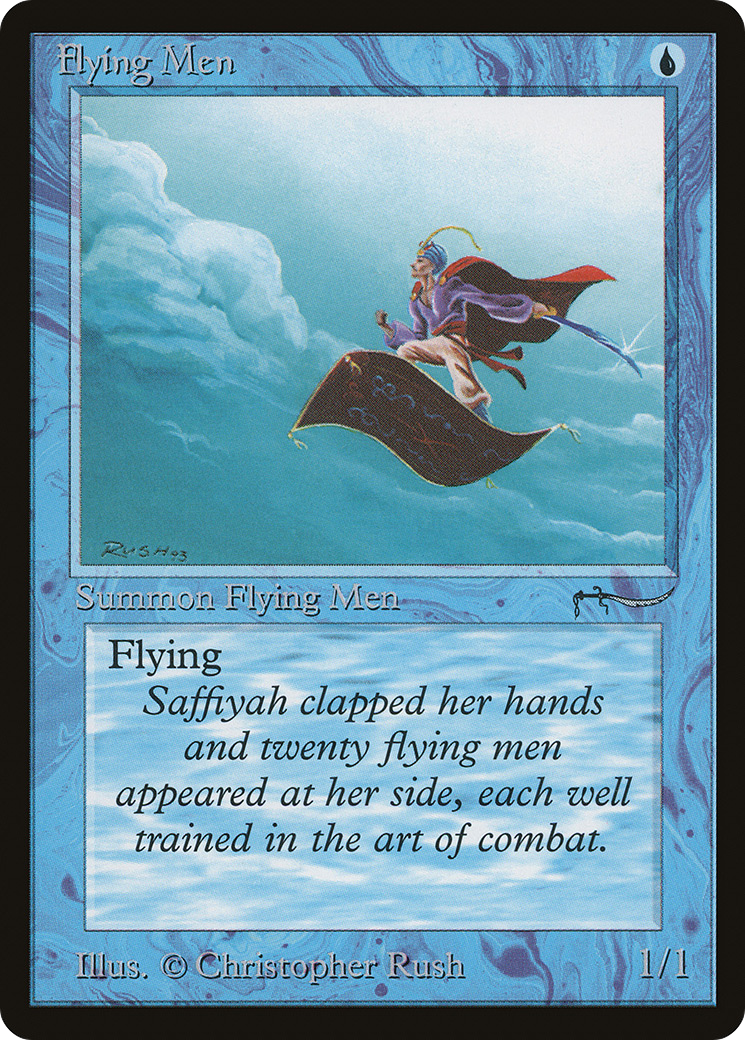 Flying Men
RUSH 93
Summon Flying Men
Flying
Saffiyah clapped her hands
and twenty flying men
appeared at her side, each well
trained in the art of combat.
Illus. © Christopher Rush
1/1